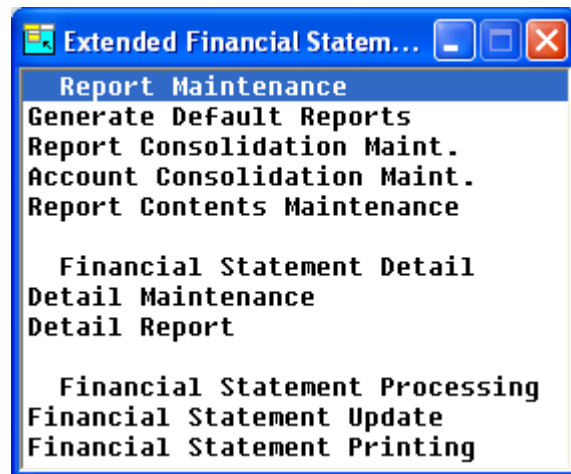 Extended Financial Statem...
Report Maintenance
Generate Default Reports
Report Consolidation Maint.
Account Consolidation Maint.
Report Contents Maintenance
Financial Statement Detail
Detail Maintenance
Detail Report
Financial Statement Processing
Financial Statement Update
Financial Statement Printing